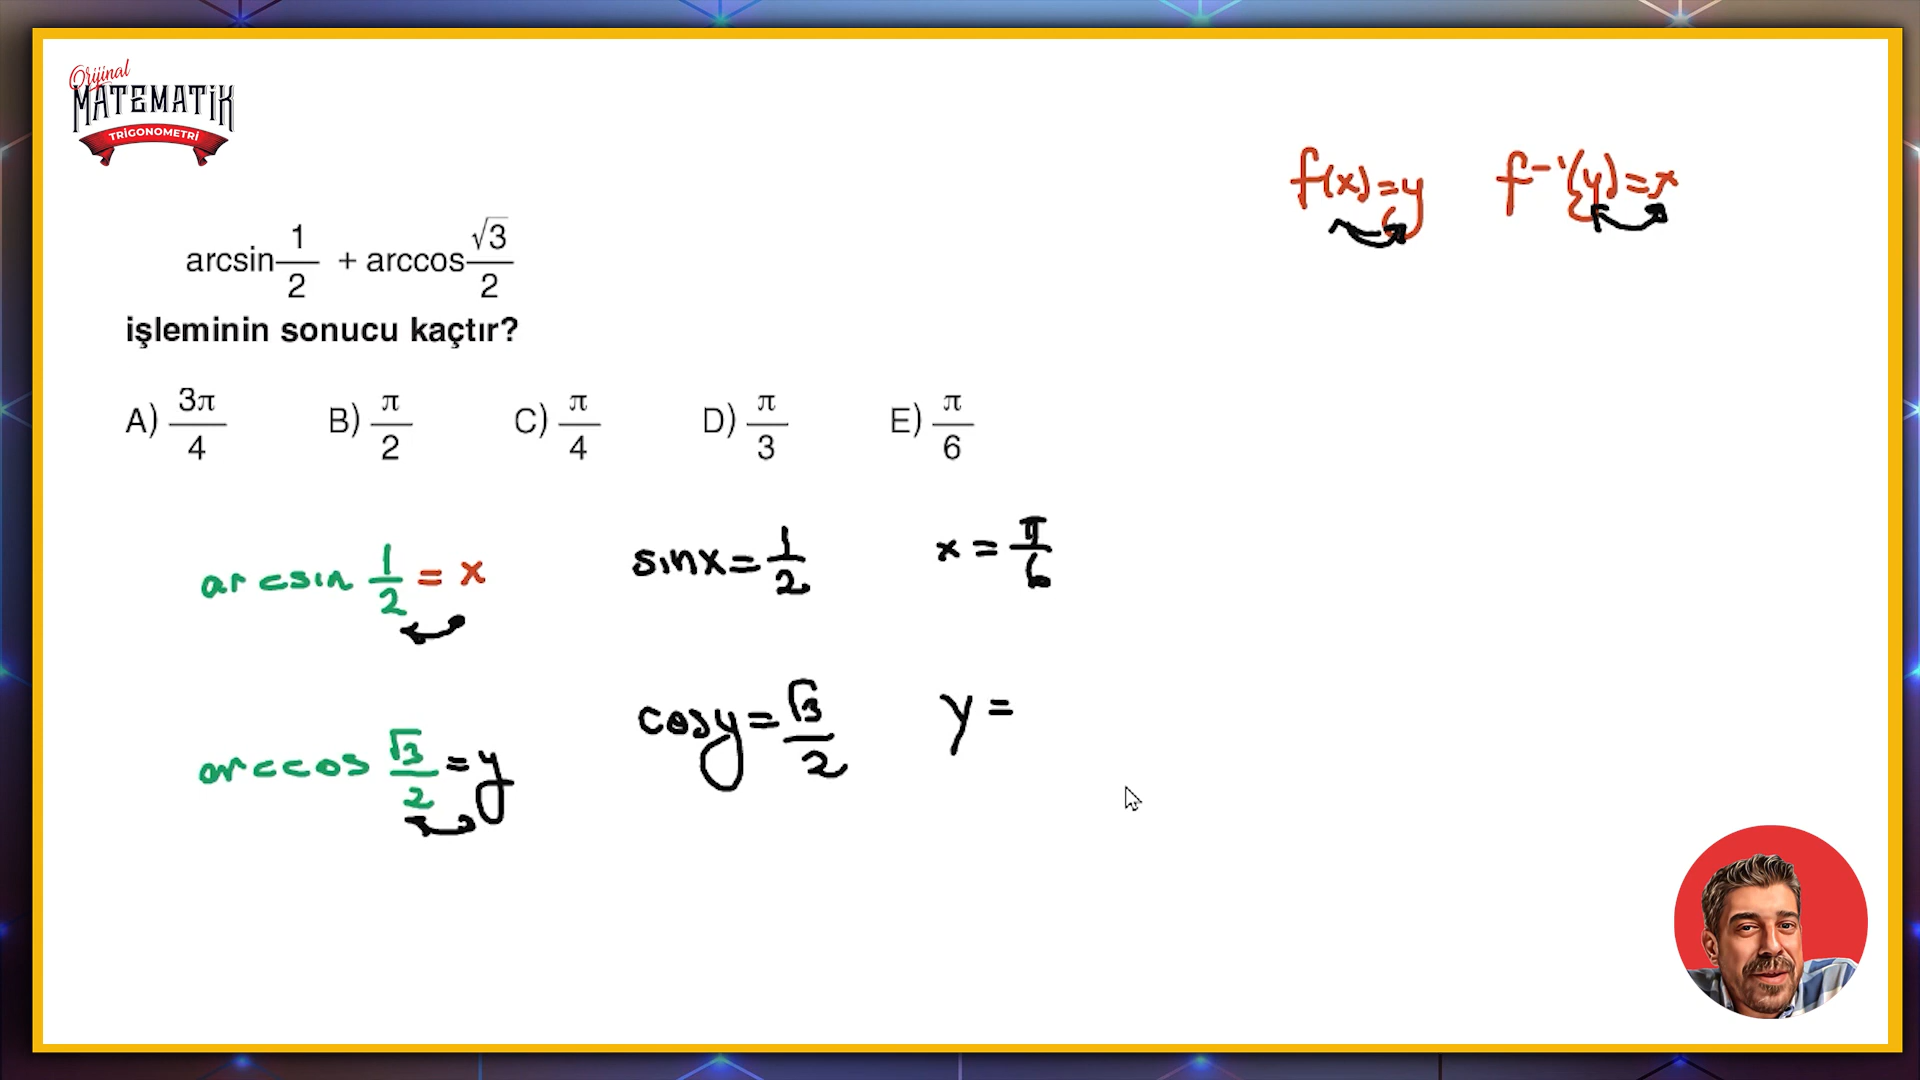 Orijinal
MATEMATİK
TRİGONOMETRİ
f(x)=y f⁻¹(y)=x
arcsin 1/2 + arccos √3/2
işleminin sonucu kaçtır?
A) 3π/4 B) π/2 C) π/4 D) π/3 E) π/6
arcsin 1/2 = x sinx = 1/2 x = π/6
arccos √3/2 = y cosy = √3/2 y =